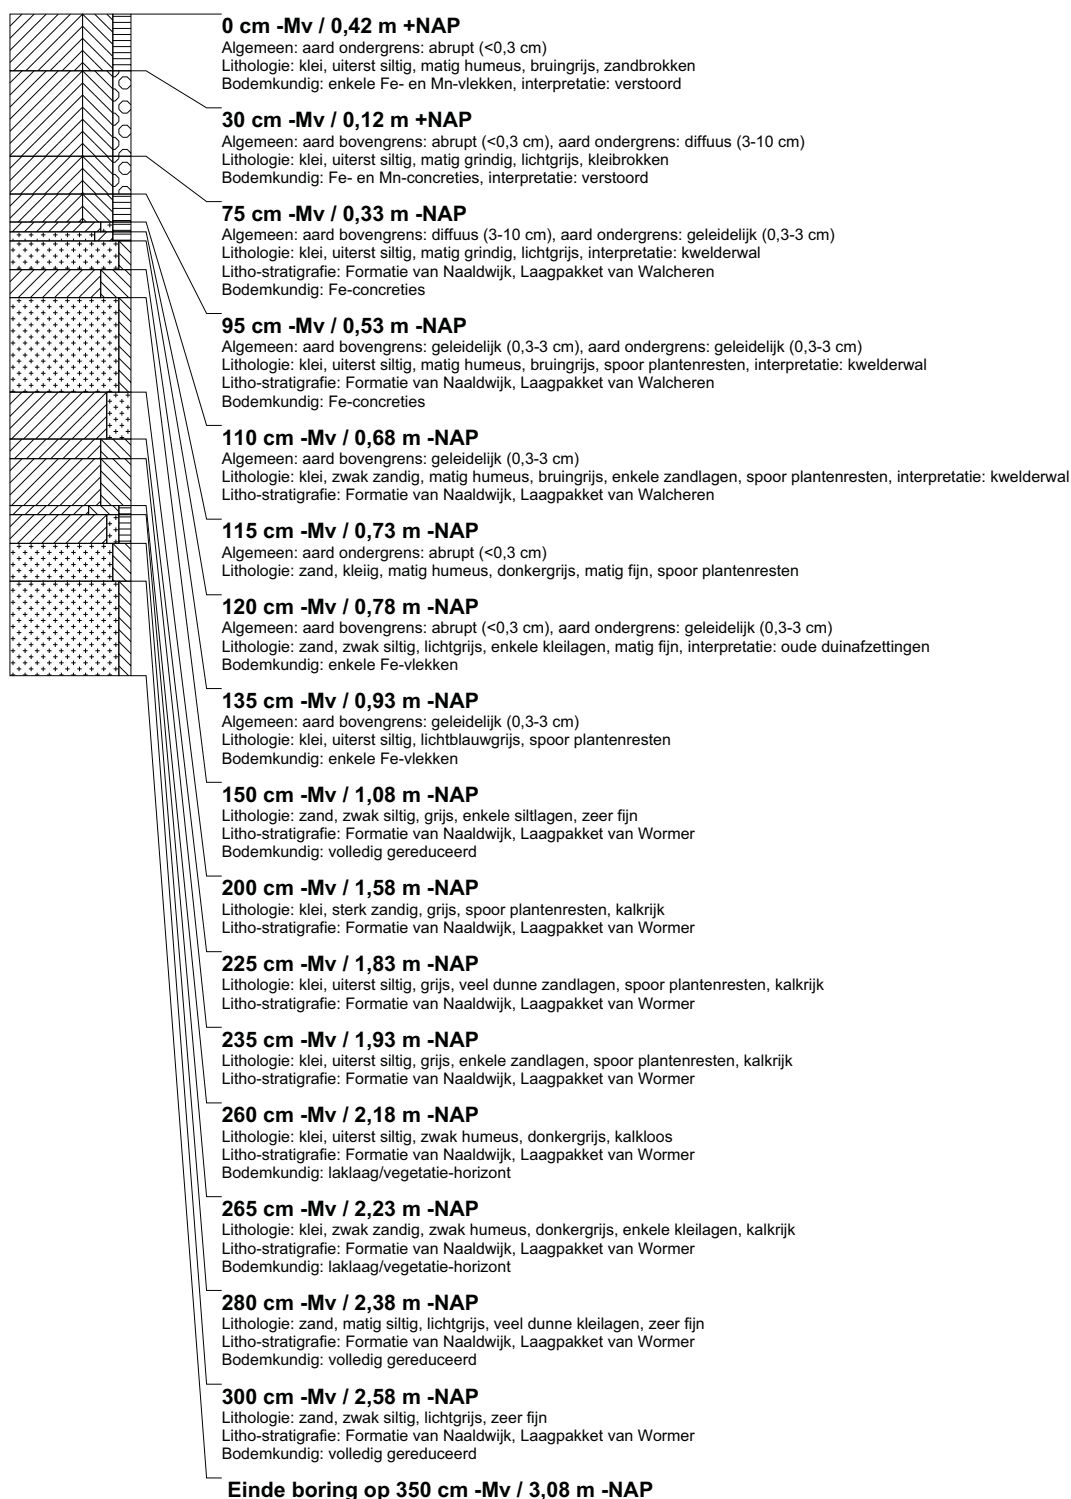 0 cm -Mv / 0,42 m +NAP
Algemeen: aard ondergrens: abrupt (<0,3 cm)
Lithologie: klei, uiterst siltig, matig humeus, bruingrijs, zandbrokken
Bodemkundig: enkele Fe- en Mn-vlekken, interpretatie: verstoord
30 cm -Mv / 0,12 m +NAP
Algemeen: aard bovengrens: abrupt (<0,3 cm), aard ondergrens: diffuus (3-10 cm)
Lithologie: klei, uiterst siltig, matig grindig, lichtgrijs, kleibrokken
Bodemkundig: Fe- en Mn-concreties, interpretatie: verstoord
75 cm -Mv / 0,33 m -NAP
Algemeen: aard bovengrens: diffuus (3-10 cm), aard ondergrens: geleidelijk (0,3-3 cm)
Lithologie: klei, uiterst siltig, matig grindig, lichtgrijs, interpretatie: kwelderwal
Litho-stratigrafie: Formatie van Naaldwijk, Laagpakket van Walcheren
Bodemkundig: Fe-concreties
95 cm -Mv / 0,53 m -NAP
Algemeen: aard bovengrens: geleidelijk (0,3-3 cm), aard ondergrens: geleidelijk (0,3-3 cm)
Lithologie: klei, uiterst siltig, matig humeus, bruingrijs, spoor plantenresten, interpretatie: kwelderwal
Litho-stratigrafie: Formatie van Naaldwijk, Laagpakket van Walcheren
Bodemkundig: Fe-concreties
110 cm -Mv / 0,68 m -NAP
Algemeen: aard bovengrens: geleidelijk (0,3-3 cm)
Lithologie: klei, zwak zandig, matig humeus, bruingrijs, enkele zandlagen, spoor plantenresten, interpretatie: kwelderwal
Litho-stratigrafie: Formatie van Naaldwijk, Laagpakket van Walcheren
115 cm -Mv / 0,73 m -NAP
Algemeen: aard ondergrens: abrupt (<0,3 cm)
Lithologie: zand, kleiig, matig humeus, donkergrijs, matig fijn, spoor plantenresten
120 cm -Mv / 0,78 m -NAP
Algemeen: aard bovengrens: abrupt (<0,3 cm), aard ondergrens: geleidelijk (0,3-3 cm)
Lithologie: zand, zwak siltig, lichtgrijs, enkele kleilagen, matig fijn, interpretatie: oude duinafzettingen
Bodemkundig: enkele Fe-vlekken
135 cm -Mv / 0,93 m -NAP
Algemeen: aard bovengrens: geleidelijk (0,3-3 cm)
Lithologie: klei, uiterst siltig, lichtblauwgrijs, spoor plantenresten
Bodemkundig: enkele Fe-vlekken
150 cm -Mv / 1,08 m -NAP
Lithologie: zand, zwak siltig, grijs, enkele siltlagen, zeer fijn
Litho-stratigrafie: Formatie van Naaldwijk, Laagpakket van Wormer
Bodemkundig: volledig gereduceerd
200 cm -Mv / 1,58 m -NAP
Lithologie: klei, sterk zandig, grijs, spoor plantenresten, kalkrijk
Litho-stratigrafie: Formatie van Naaldwijk, Laagpakket van Wormer
225 cm -Mv / 1,83 m -NAP
Lithologie: klei, uiterst siltig, grijs, veel dunne zandlagen, spoor plantenresten, kalkrijk
Litho-stratigrafie: Formatie van Naaldwijk, Laagpakket van Wormer
235 cm -Mv / 1,93 m -NAP
Lithologie: klei, uiterst siltig, grijs, enkele zandlagen, spoor plantenresten, kalkrijk
Litho-stratigrafie: Formatie van Naaldwijk, Laagpakket van Wormer
260 cm -Mv / 2,18 m -NAP
Lithologie: klei, uiterst siltig, zwak humeus, donkergrijs, kalkloos
Litho-stratigrafie: Formatie van Naaldwijk, Laagpakket van Wormer
Bodemkundig: laklaag/vegetatie-horizont
265 cm -Mv / 2,23 m -NAP
Lithologie: klei, zwak zandig, zwak humeus, donkergrijs, enkele kleilagen, kalkrijk
Litho-stratigrafie: Formatie van Naaldwijk, Laagpakket van Wormer
Bodemkundig: laklaag/vegetatie-horizont
280 cm -Mv / 2,38 m -NAP
Lithologie: zand, matig siltig, lichtgrijs, veel dunne kleilagen, zeer fijn
Litho-stratigrafie: Formatie van Naaldwijk, Laagpakket van Wormer
Bodemkundig: volledig gereduceerd
300 cm -Mv / 2,58 m -NAP
Lithologie: zand, zwak siltig, lichtgrijs, zeer fijn
Litho-stratigrafie: Formatie van Naaldwijk, Laagpakket van Wormer
Bodemkundig: volledig gereduceerd
Einde boring op 350 cm -Mv / 3,08 m -NAP